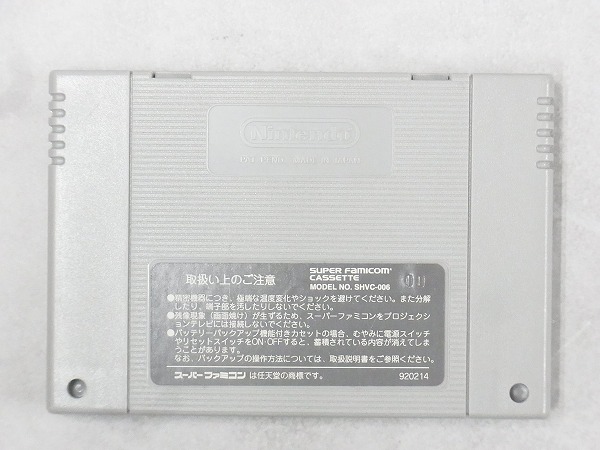 Nintendo
PAT.PEND. MADE IN JAPAN
取扱い上のご注意
SUPER FAMICOM
CASSETTE
MODEL NO. SHVC-006
●精密機器につき、極端な温度変化やショックを避けてください。また分解
したり、端子部を汚したりしないでください。
●残像現象（画面焼け）が生ずるため、スーパーファミコンをプロジェクシ
ョンテレビには接続しないでください。
●バッテリーバックアップ機能付きカセットの場合、むやみに電源スイッチ
やリセットスイッチをON・OFFすると、蓄積されている内容が消えてしま
うことがあります。
なお、バックアップの操作方法については、取扱説明書をご参照ください。
スーパーファミコン は任天堂の商標です。
920214